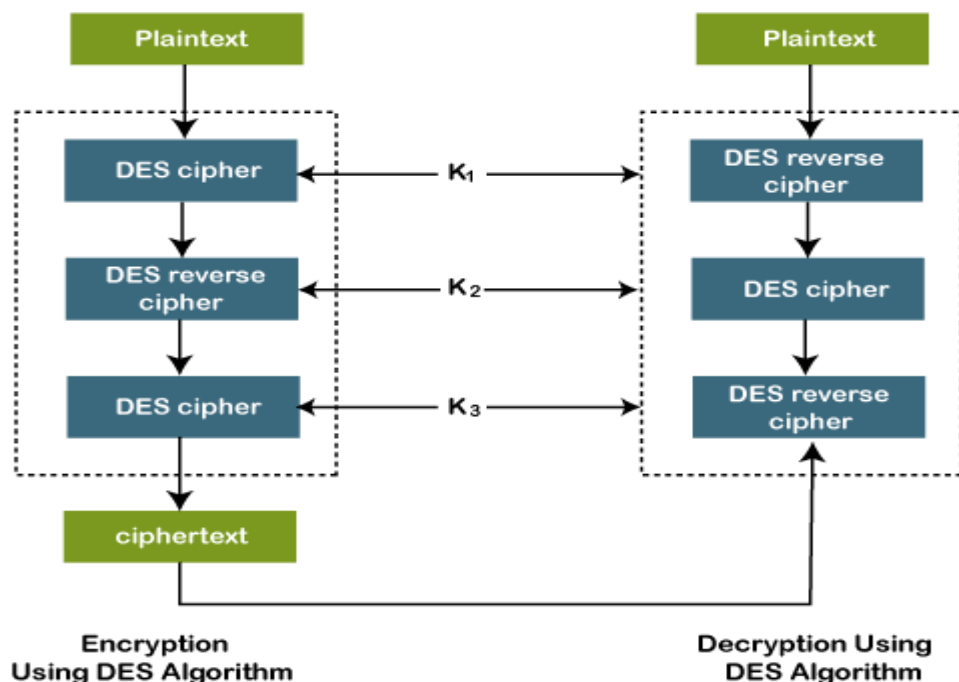 Plaintext
DES cipher
DES reverse
cipher
DES cipher
ciphertext
Encryption
Using DES Algorithm
K₁
K₂
K₃
Plaintext
DES reverse
cipher
DES cipher
DES reverse
cipher
Decryption Using
DES Algorithm